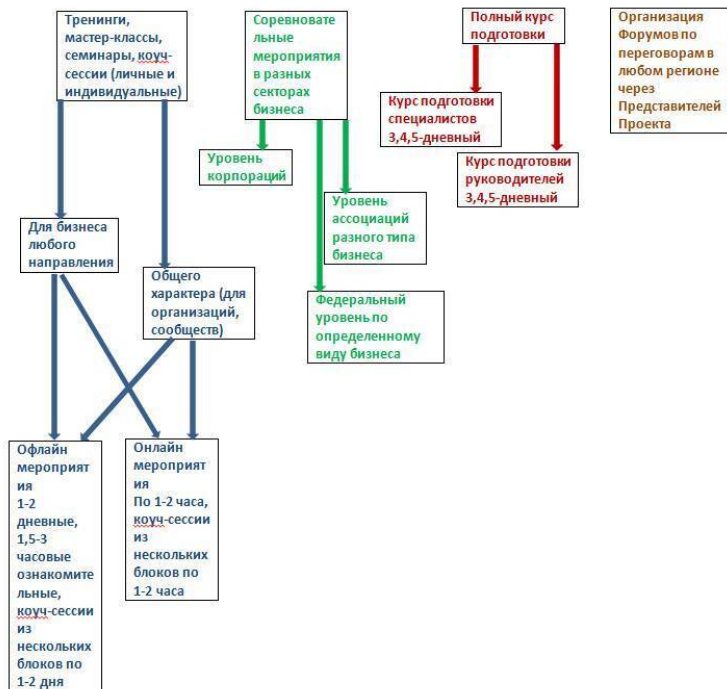 Тренинги,
мастер-классы,
семинары, коуч-
сессии (личные и
индивидуальные)
Соревновате
льные
мероприятия
в разных
секторах
бизнеса
Полный курс
подготовки
Организация
Форумов по
переговорам в
любом регионе
через
Представителей
Проекта
Курс подготовки
специалистов
3,4,5-дневный
Уровень
корпораций
Курс подготовки
руководителей
3,4,5-дневный
Уровень
ассоциаций
разного типа
бизнеса
Для бизнеса
любого
направления
Общего
характера (для
организаций,
сообществ)
Федеральный
уровень по
определенному
виду бизнеса
Офлайн
мероприят
ия
1-2
дневные,
1,5-3
часовые
ознакомите
льные,
коуч-сессии
из
нескольких
блоков по
1-2 дня
Онлайн
мероприят
ия
По 1-2 часа,
коуч-сессии
из
нескольких
блоков по
1-2 часа